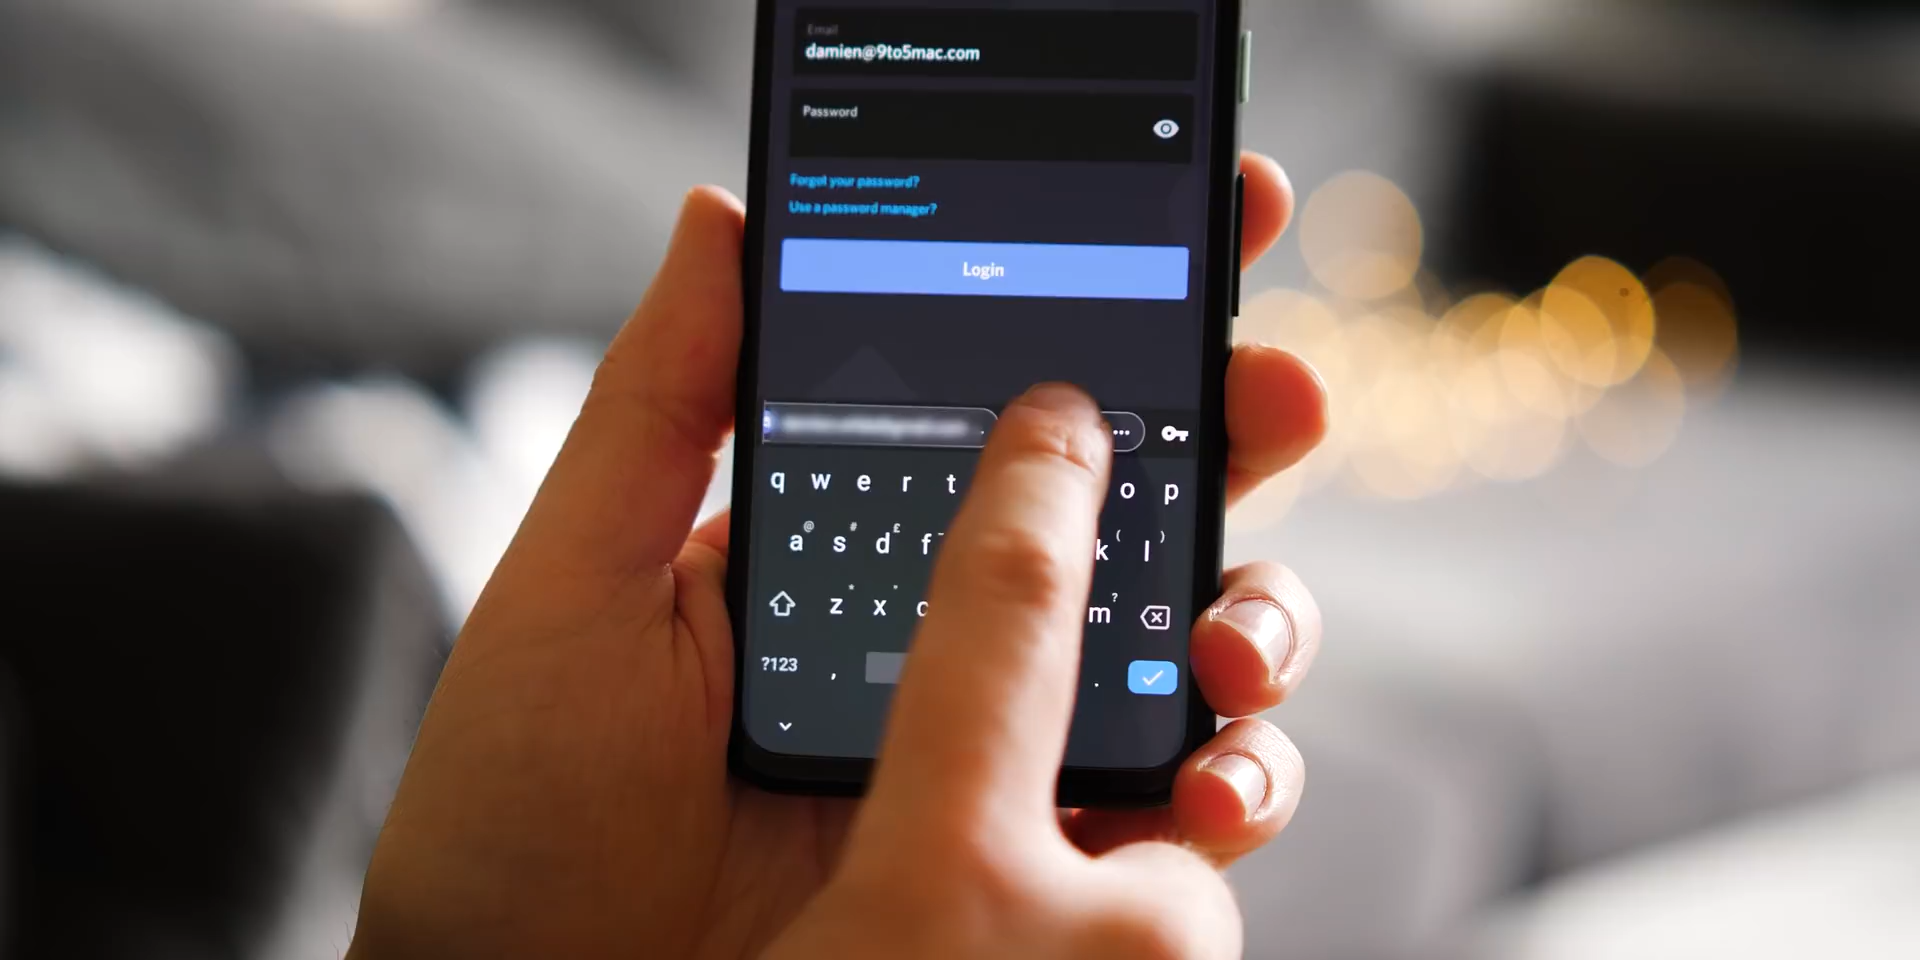 Email
damien@9to5mac.com
Password
Forgot your password?
Use a password manager?
Login
q w e r t o p
@ # £ - ( )
a s d f k l
* " ?
z x c m
?123 , .